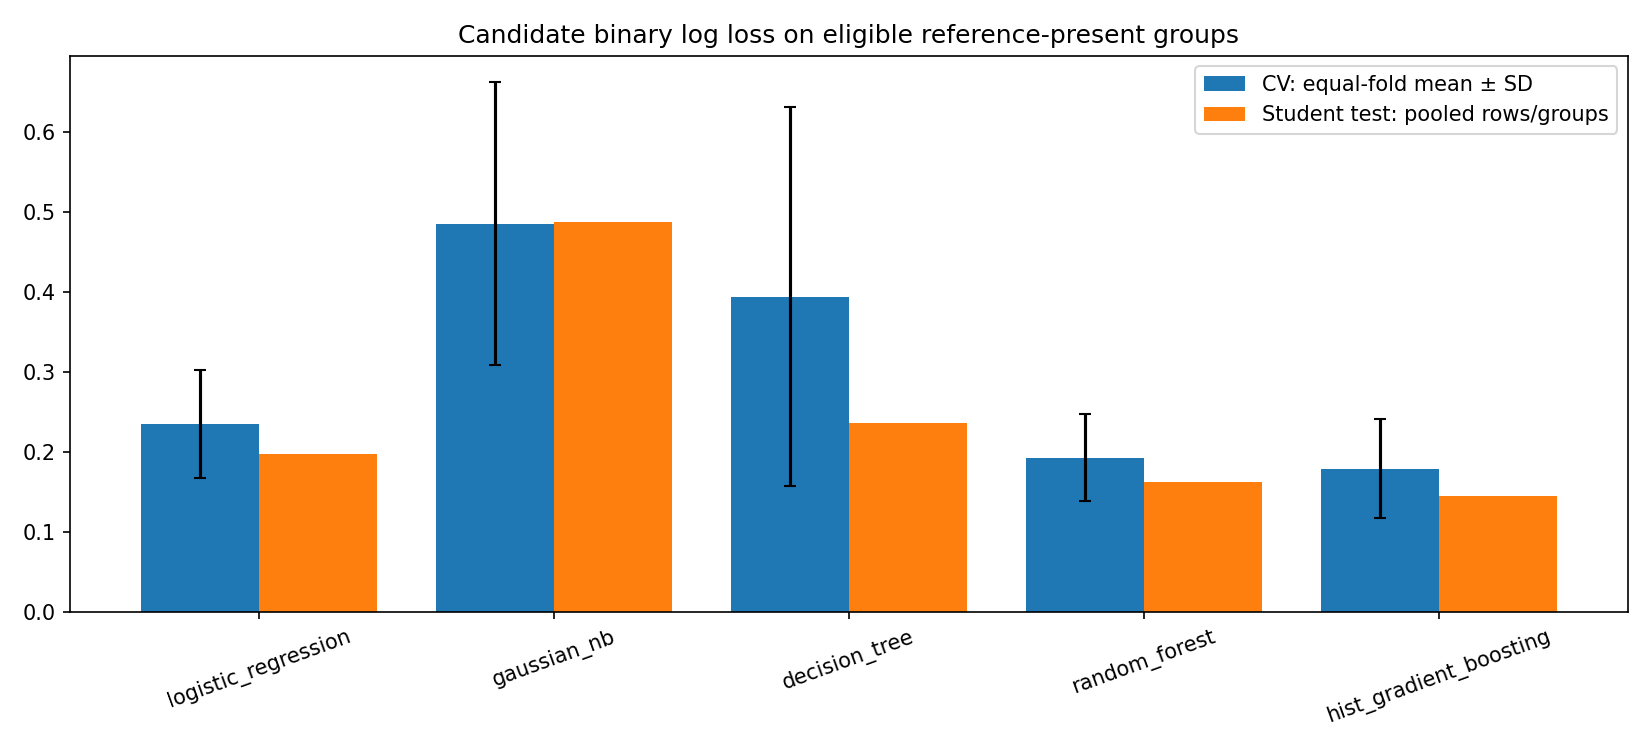 Candidate binary log loss on eligible reference-present groups
CV: equal-fold mean ± SD
Student test: pooled rows/groups
0.6
0.5
0.4
0.3
0.2
0.1
0.0
logistic_regression
gaussian_nb
decision_tree
random_forest
hist_gradient_boosting